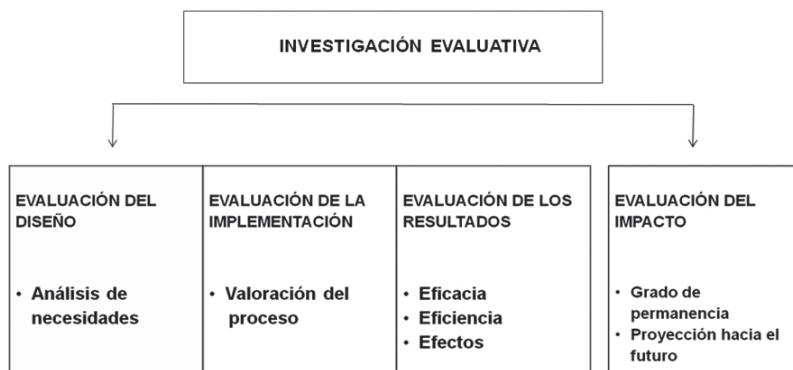 INVESTIGACIÓN EVALUATIVA
EVALUACIÓN DEL
DISEÑO
• Análisis de
necesidades
EVALUACIÓN DE LA
IMPLEMENTACIÓN
• Valoración del
proceso
EVALUACIÓN DE LOS
RESULTADOS
• Eficacia
• Eficiencia
• Efectos
EVALUACIÓN DEL
IMPACTO
• Grado de
permanencia
• Proyección hacia el
futuro